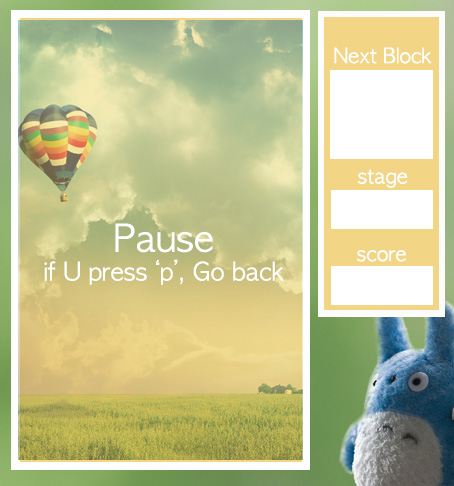 Pause
if U press ‘p’, Go back
Next Block
stage
score